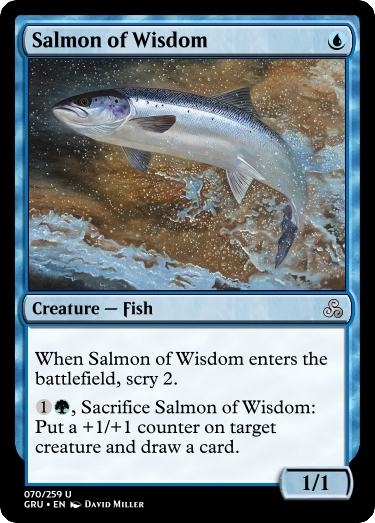 Salmon of Wisdom
Creature — Fish
When Salmon of Wisdom enters the
battlefield, scry 2.
1, Sacrifice Salmon of Wisdom:
Put a +1/+1 counter on target
creature and draw a card.
1/1
070/259 U
GRU • EN DAVID MILLER